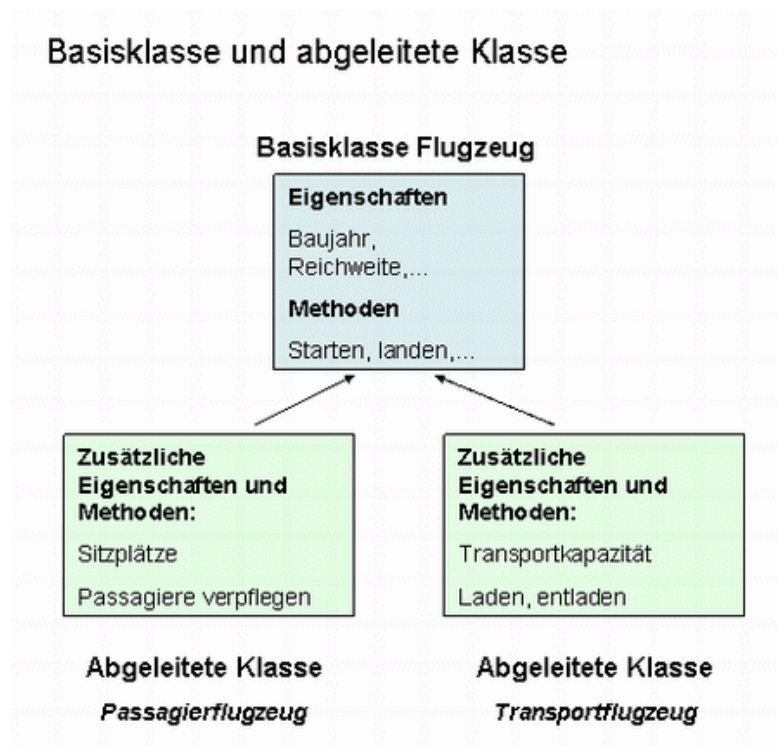 Basisklasse und abgeleitete Klasse
Basisklasse Flugzeug
Eigenschaften
Baujahr,
Reichweite,...
Methoden
Starten, landen,...
Zusätzliche
Eigenschaften und
Methoden:
Sitzplätze
Passagiere verpflegen
Abgeleitete Klasse
Passagierflugzeug
Zusätzliche
Eigenschaften und
Methoden:
Transportkapazität
Laden, entladen
Abgeleitete Klasse
Transportflugzeug